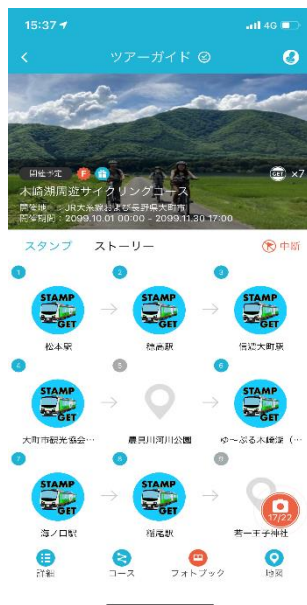 15:37
4G
ツアーガイド
開催予定
F
GET ×7
木崎湖周遊サイクリングコース
開催地：JR大糸線および長野県大町市
開催期間：2099.10.01 00:00 - 2099.11.30 17:00
スタンプ ストーリー 中断
1 2 3
STAMP GET STAMP GET STAMP GET
松本駅 穂高駅 信濃大町駅
4 5 6
STAMP GET STAMP GET
大町市観光協会… 農具川河川公園 ゆ〜ぷる木崎湖（…
7 8 9
STAMP GET STAMP GET
17/22
海ノ口駅 稲尾駅 若一王子神社
詳細 コース フォトブック 地図